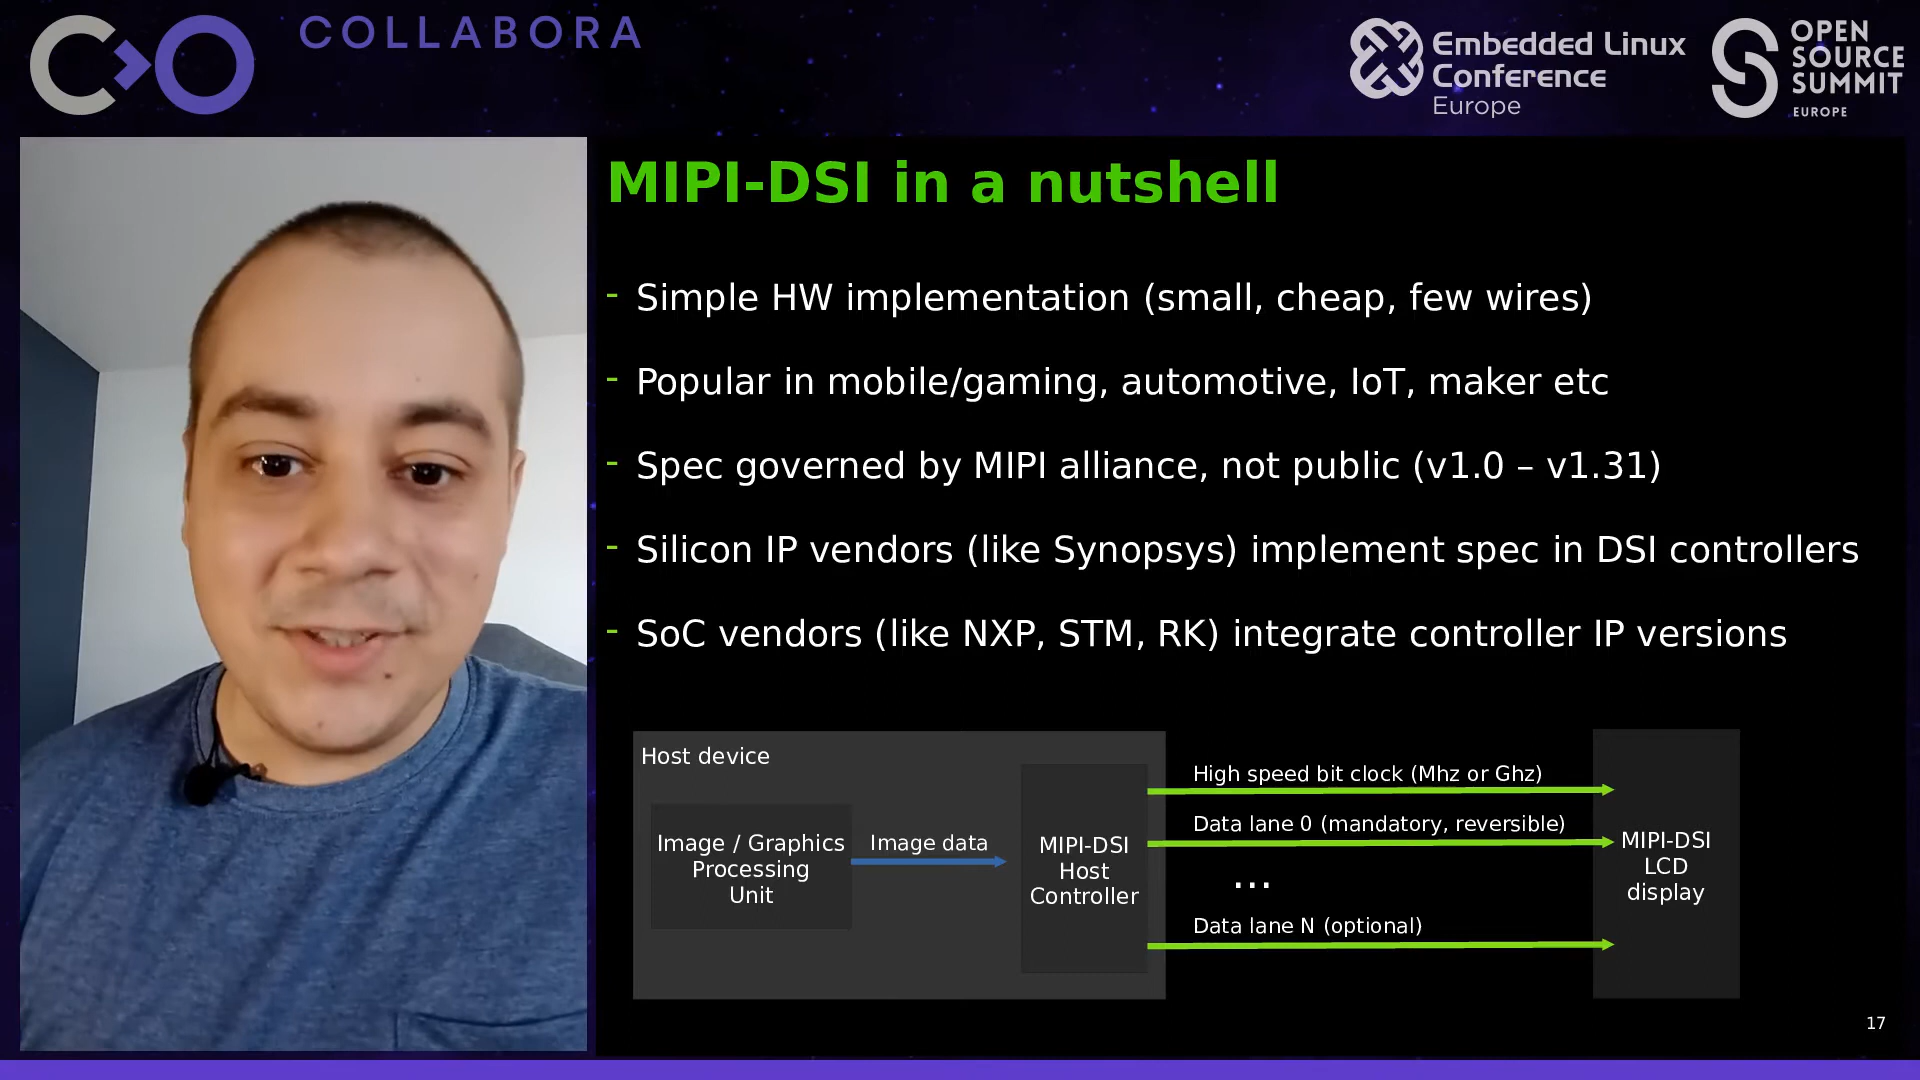 COLLABORA
Embedded Linux
Conference
Europe
OPEN
SOURCE
SUMMIT
EUROPE
MIPI-DSI in a nutshell
- Simple HW implementation (small, cheap, few wires)
- Popular in mobile/gaming, automotive, IoT, maker etc
- Spec governed by MIPI alliance, not public (v1.0 – v1.31)
- Silicon IP vendors (like Synopsys) implement spec in DSI controllers
- SoC vendors (like NXP, STM, RK) integrate controller IP versions
Host device
Image / Graphics
Processing
Unit
Image data
MIPI-DSI
Host
Controller
High speed bit clock (Mhz or Ghz)
Data lane 0 (mandatory, reversible)
...
Data lane N (optional)
MIPI-DSI
LCD
display
17